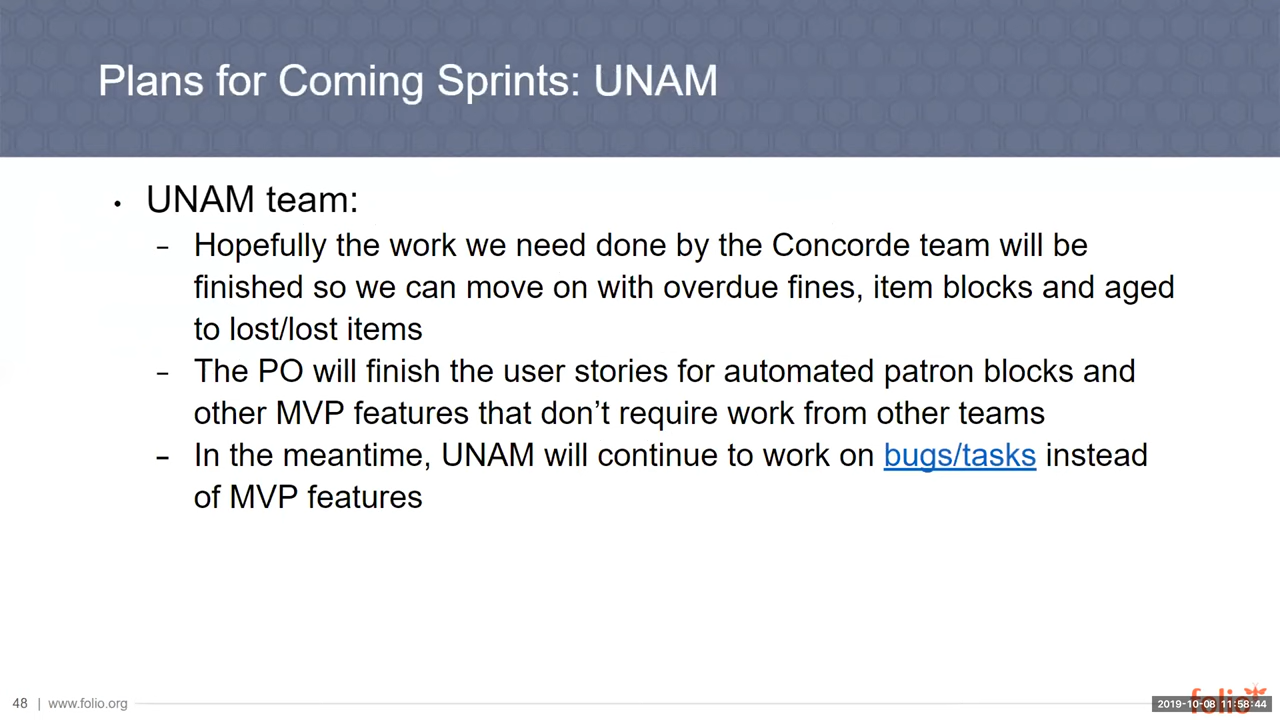 Plans for Coming Sprints: UNAM
• UNAM team:
– Hopefully the work we need done by the Concorde team will be
finished so we can move on with overdue fines, item blocks and aged
to lost/lost items
– The PO will finish the user stories for automated patron blocks and
other MVP features that don’t require work from other teams
– In the meantime, UNAM will continue to work on bugs/tasks instead
of MVP features
48 | www.folio.org
folio
2019-10-08 11:58:44